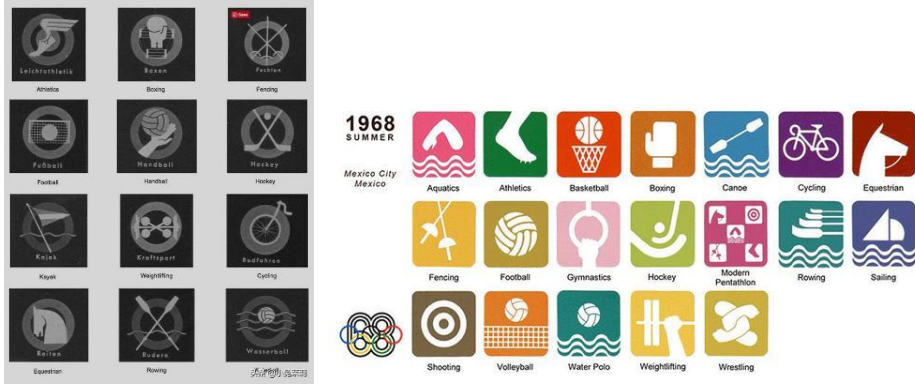 Save
Leichtathletik
Boxen
Fechten
Athletics
Boxing
Fencing
Fußball
Handball
Hockey
Football
Handball
Hockey
Kajak
Kraftsport
Radfahren
Kayak
Weightlifting
Cycling
Reiten
Rudern
Wasserball
Equestrian
Rowing
1968
SUMMER
Mexico City
Mexico
Aquatics
Athletics
Basketball
Boxing
Canoe
Cycling
Equestrian
Fencing
Football
Gymnastics
Hockey
Modern
Pentathlon
Rowing
Sailing
68
Shooting
Volleyball
Water Polo
Weightlifting
Wrestling